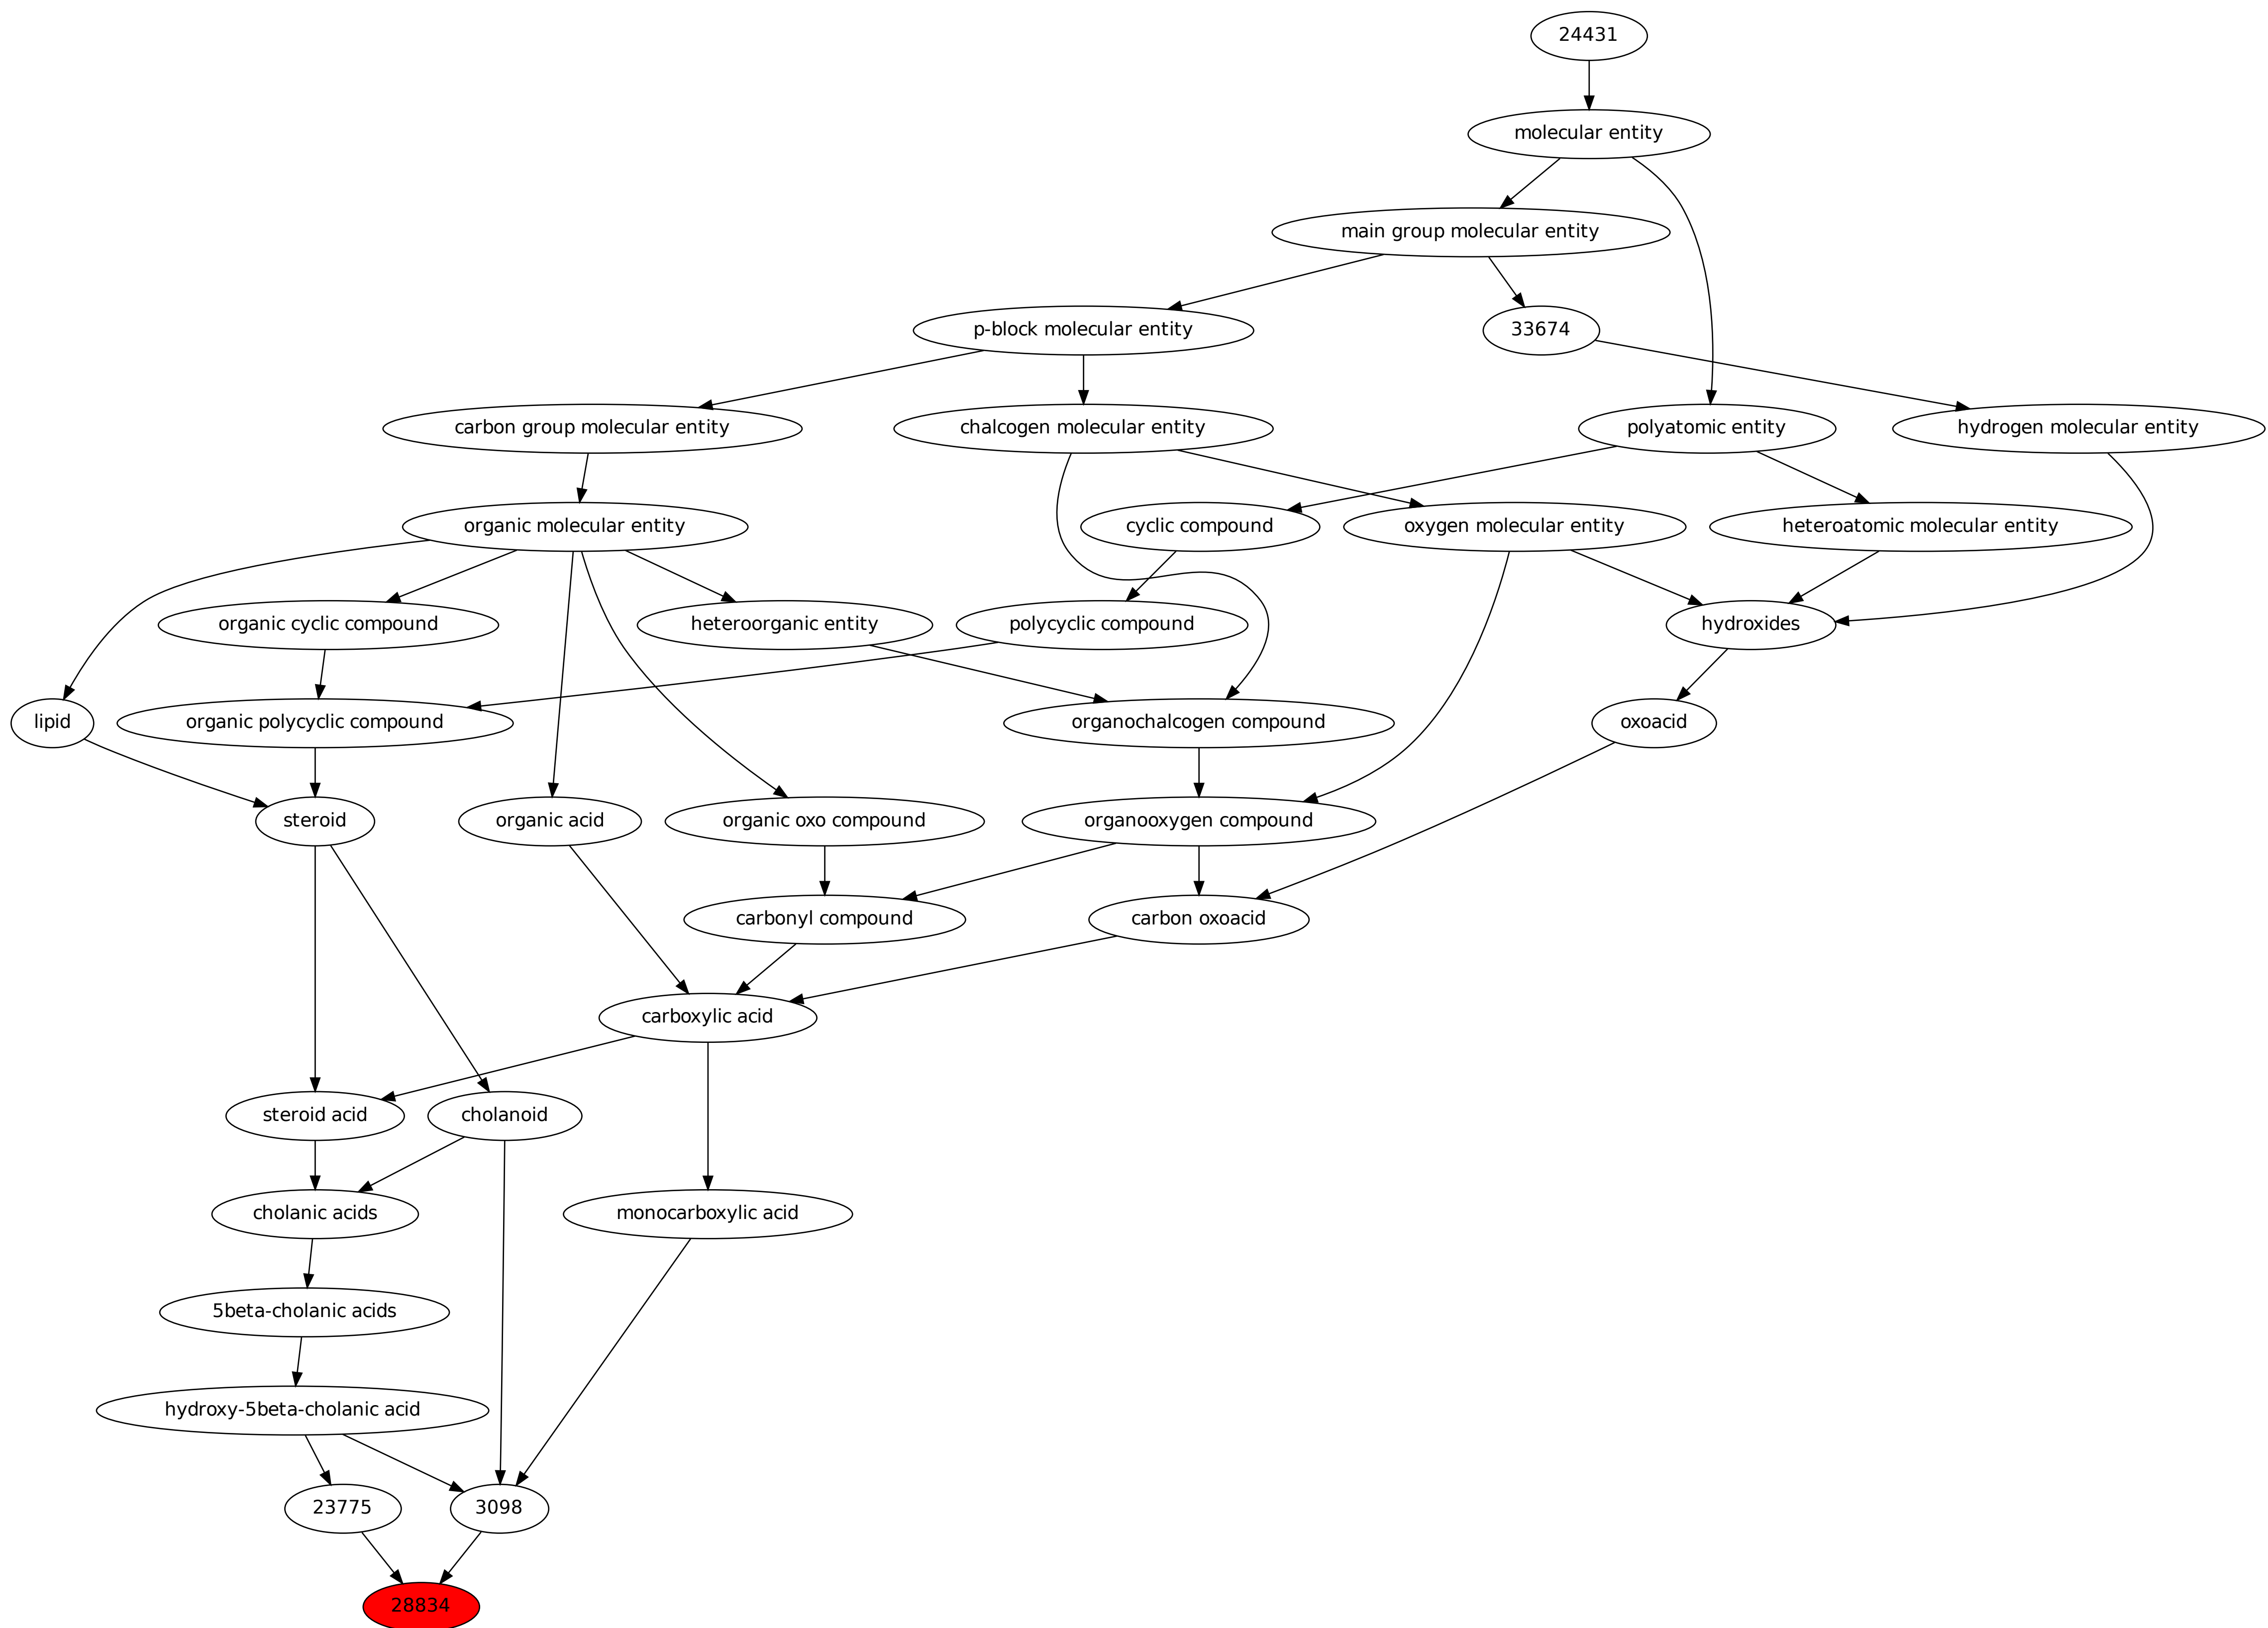 24431
molecular entity
main group molecular entity
p-block molecular entity
33674
carbon group molecular entity
chalcogen molecular entity
polyatomic entity
hydrogen molecular entity
organic molecular entity
cyclic compound
oxygen molecular entity
heteroatomic molecular entity
organic cyclic compound
heteroorganic entity
polycyclic compound
hydroxides
lipid
organic polycyclic compound
organochalcogen compound
oxoacid
steroid
organic acid
organic oxo compound
organooxygen compound
carbonyl compound
carbon oxoacid
carboxylic acid
steroid acid
cholanoid
cholanic acids
monocarboxylic acid
5beta-cholanic acids
hydroxy-5beta-cholanic acid
23775
3098
28834